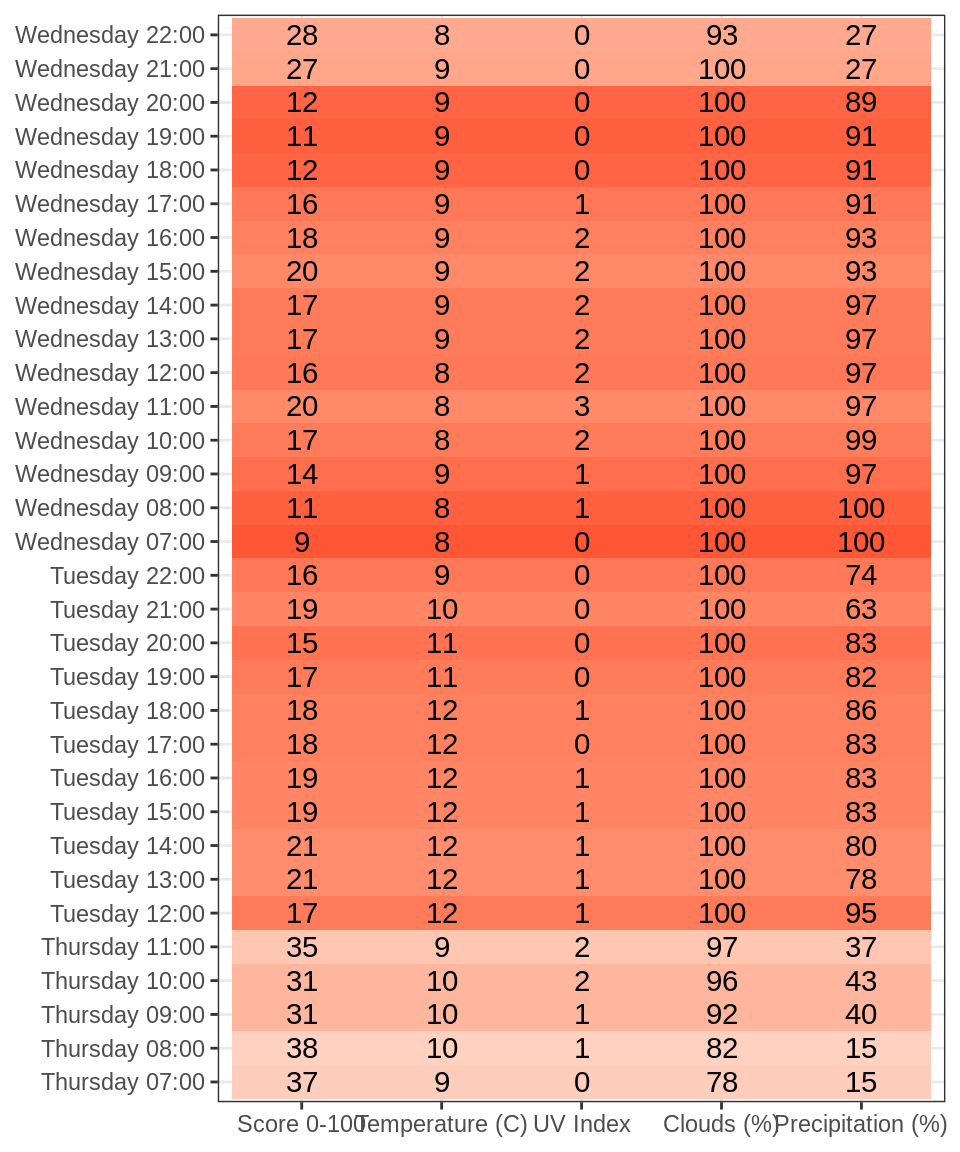 Wednesday 22:00 28 8 0 93 27
Wednesday 21:00 27 9 0 100 27
Wednesday 20:00 12 9 0 100 89
Wednesday 19:00 11 9 0 100 91
Wednesday 18:00 12 9 0 100 91
Wednesday 17:00 16 9 1 100 91
Wednesday 16:00 18 9 2 100 93
Wednesday 15:00 20 9 2 100 93
Wednesday 14:00 17 9 2 100 97
Wednesday 13:00 17 9 2 100 97
Wednesday 12:00 16 8 2 100 97
Wednesday 11:00 20 8 3 100 97
Wednesday 10:00 17 8 2 100 99
Wednesday 09:00 14 9 1 100 97
Wednesday 08:00 11 8 1 100 100
Wednesday 07:00 9 8 0 100 100
Tuesday 22:00 16 9 0 100 74
Tuesday 21:00 19 10 0 100 63
Tuesday 20:00 15 11 0 100 83
Tuesday 19:00 17 11 0 100 82
Tuesday 18:00 18 12 1 100 86
Tuesday 17:00 18 12 0 100 83
Tuesday 16:00 19 12 1 100 83
Tuesday 15:00 19 12 1 100 83
Tuesday 14:00 21 12 1 100 80
Tuesday 13:00 21 12 1 100 78
Tuesday 12:00 17 12 1 100 95
Thursday 11:00 35 9 2 97 37
Thursday 10:00 31 10 2 96 43
Thursday 09:00 31 10 1 92 40
Thursday 08:00 38 10 1 82 15
Thursday 07:00 37 9 0 78 15
Score 0-100 Temperature (C) UV Index Clouds (%) Precipitation (%)